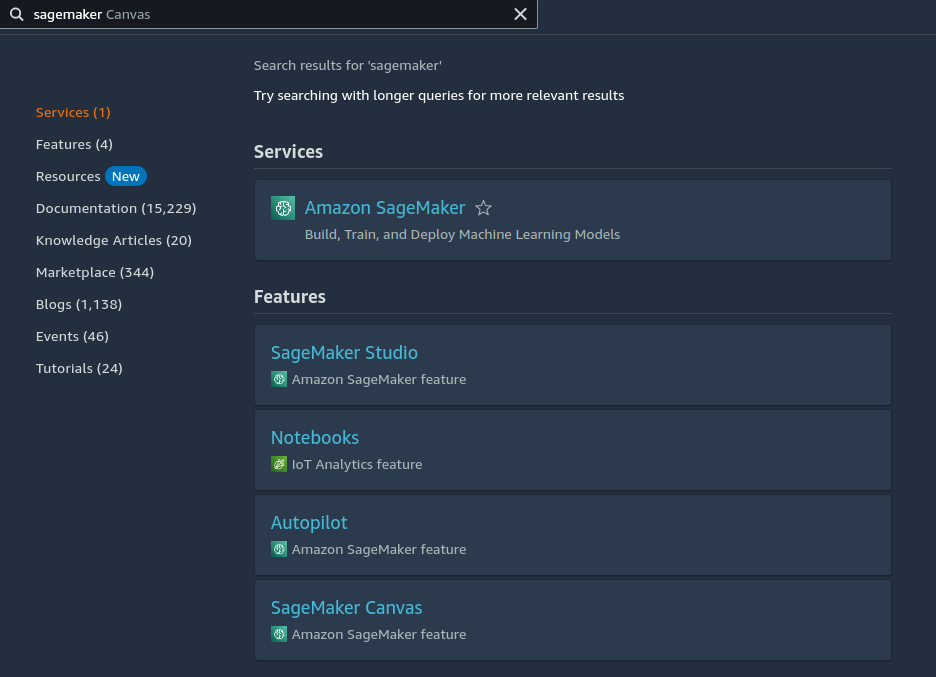 sagemaker Canvas
Search results for 'sagemaker'
Try searching with longer queries for more relevant results
Services (1)
Features (4)
Resources New
Documentation (15,229)
Knowledge Articles (20)
Marketplace (344)
Blogs (1,138)
Events (46)
Tutorials (24)
Services
Amazon SageMaker
Build, Train, and Deploy Machine Learning Models
Features
SageMaker Studio
Amazon SageMaker feature
Notebooks
IoT Analytics feature
Autopilot
Amazon SageMaker feature
SageMaker Canvas
Amazon SageMaker feature